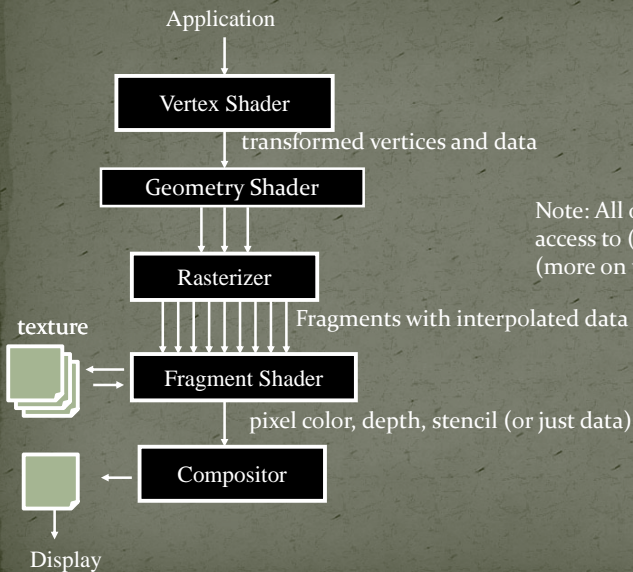 Application
Vertex Shader
transformed vertices and data
Geometry Shader
Note: All
access to
(more on
Rasterizer
Fragments with interpolated data
texture
Fragment Shader
pixel color, depth, stencil (or just data)
Compositor
Display